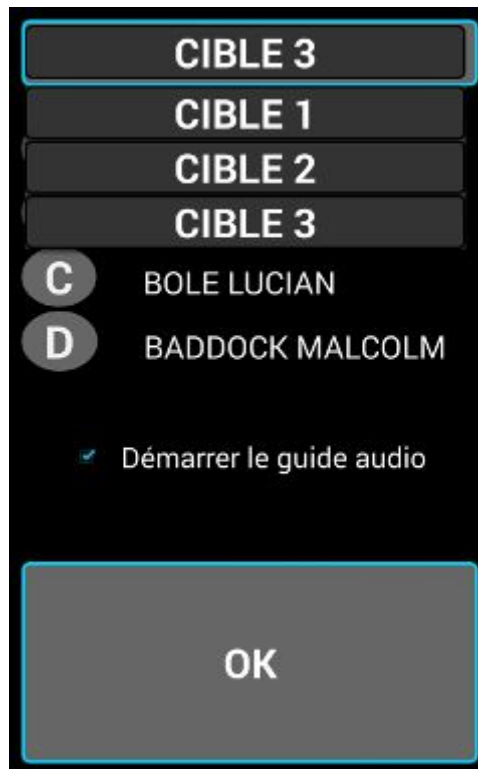 CIBLE 3
CIBLE 1
CIBLE 2
CIBLE 3
C BOLE LUCIAN
D BADDOCK MALCOLM
Démarrer le guide audio
OK